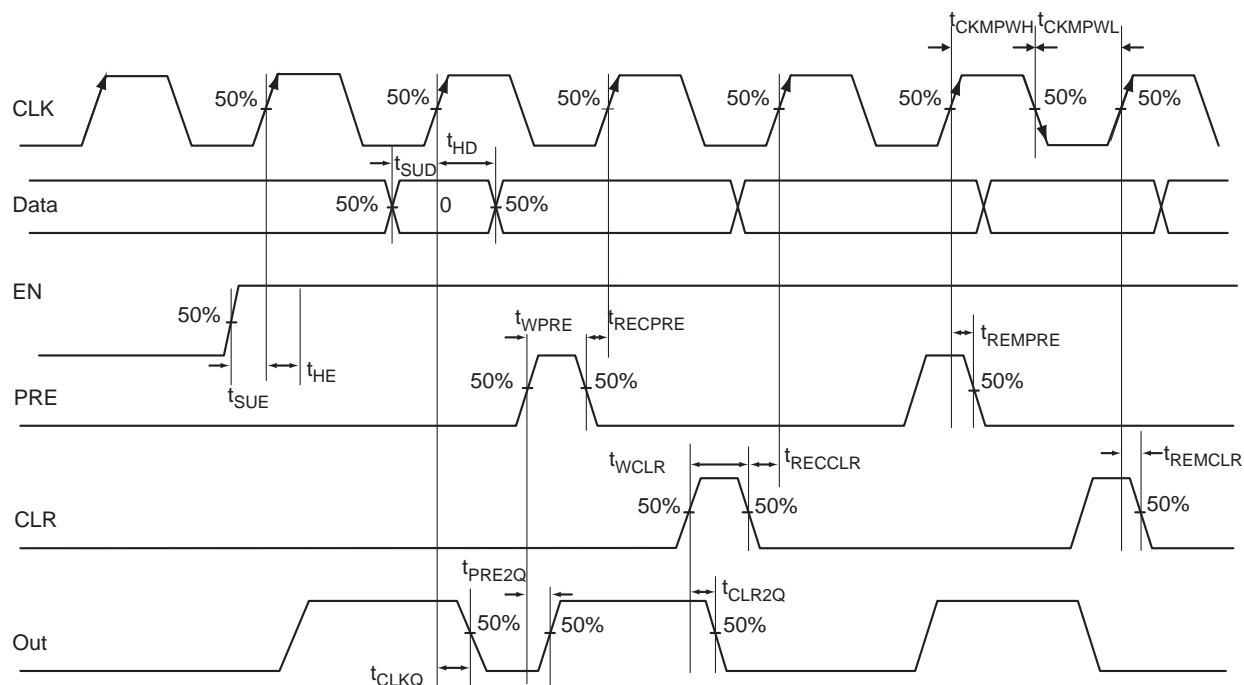 tCKMPWH tCKMPWL
CLK 50% 50% 50% 50% 50% 50% 50%
tSUD tHD
Data 50% 0 50%
EN
50%
tSUE tHE
tWPRE tRECPRE tREMPRE
PRE 50% 50% 50%
tWCLR tRECCLR tREMCLR
CLR 50% 50% 50%
tPRE2Q tCLR2Q
Out 50% 50% 50%
tCLKQ